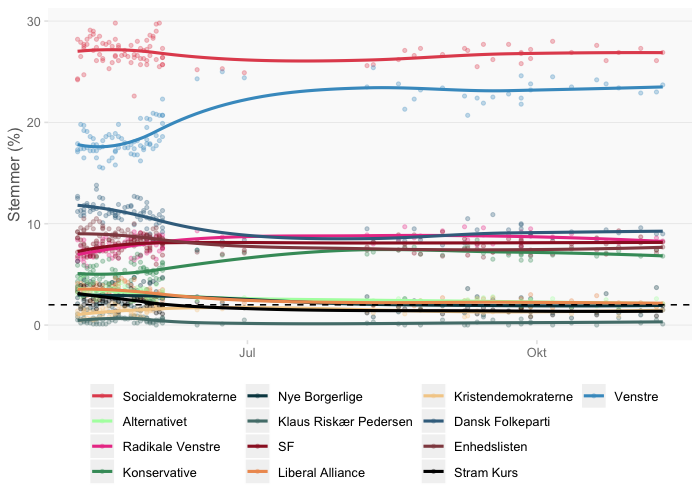 30
20
10
0
Stemmer (%)
Jul
Okt
Socialdemokraterne
Nye Borgerlige
Kristendemokraterne
Venstre
Alternativet
Klaus Riskær Pedersen
Dansk Folkeparti
Radikale Venstre
SF
Enhedslisten
Konservative
Liberal Alliance
Stram Kurs